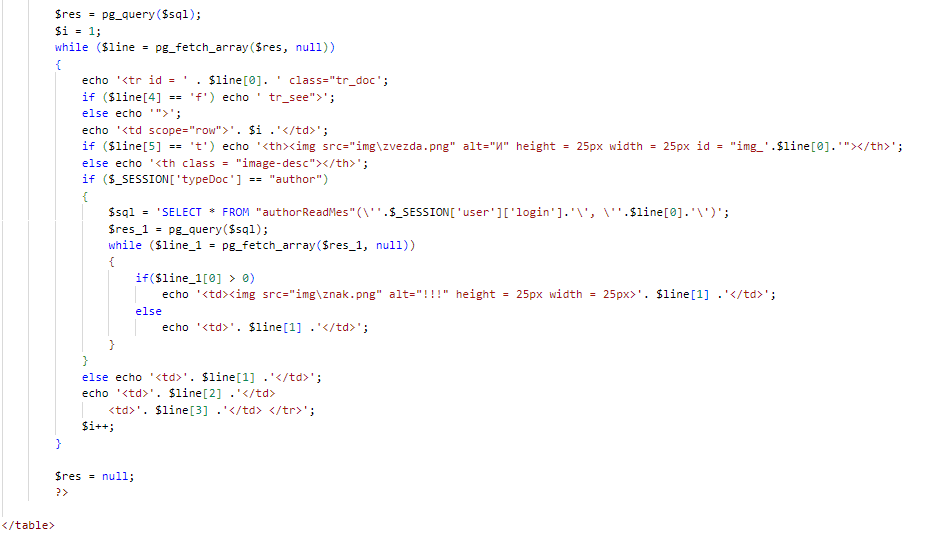 $res = pg_query($sql);
$i = 1;
while ($line = pg_fetch_array($res, null))
{
echo '<tr id = ' . $line[0]. ' class="tr_doc';
if ($line[4] == 'f') echo ' tr_see">';
else echo '">';
echo '<td scope="row">'. $i .'</td>';
if ($line[5] == 't') echo '<th><img src="img\zvezda.png" alt="И" height = 25px width = 25px id = "img_'.$line[0].'"></th>';
else echo '<th class = "image-desc"></th>';
if ($_SESSION['typeDoc'] == "author")
{
$sql = 'SELECT * FROM "authorReadMes"(\''.$_SESSION['user']['login'].'\', \''.$line[0].'\')';
$res_1 = pg_query($sql);
while ($line_1 = pg_fetch_array($res_1, null))
{
if($line_1[0] > 0)
echo '<td><img src="img\znak.png" alt="!!!" height = 25px width = 25px>'. $line[1] .'</td>';
else
echo '<td>'. $line[1] .'</td>';
}
}
else echo '<td>'. $line[1] .'</td>';
echo '<td>'. $line[2] .'</td>
<td>'. $line[3] .'</td> </tr>';
$i++;
}
$res = null;
?>
</table>